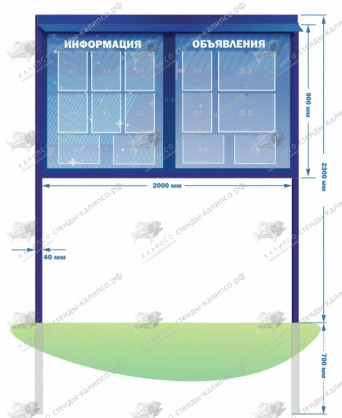 ИНФОРМАЦИЯ
ОБЪЯВЛЕНИЯ
900 мм
2300 мм
2000 мм
40 мм
700 мм
КАЛИПСО
стенды-калипсо.рф